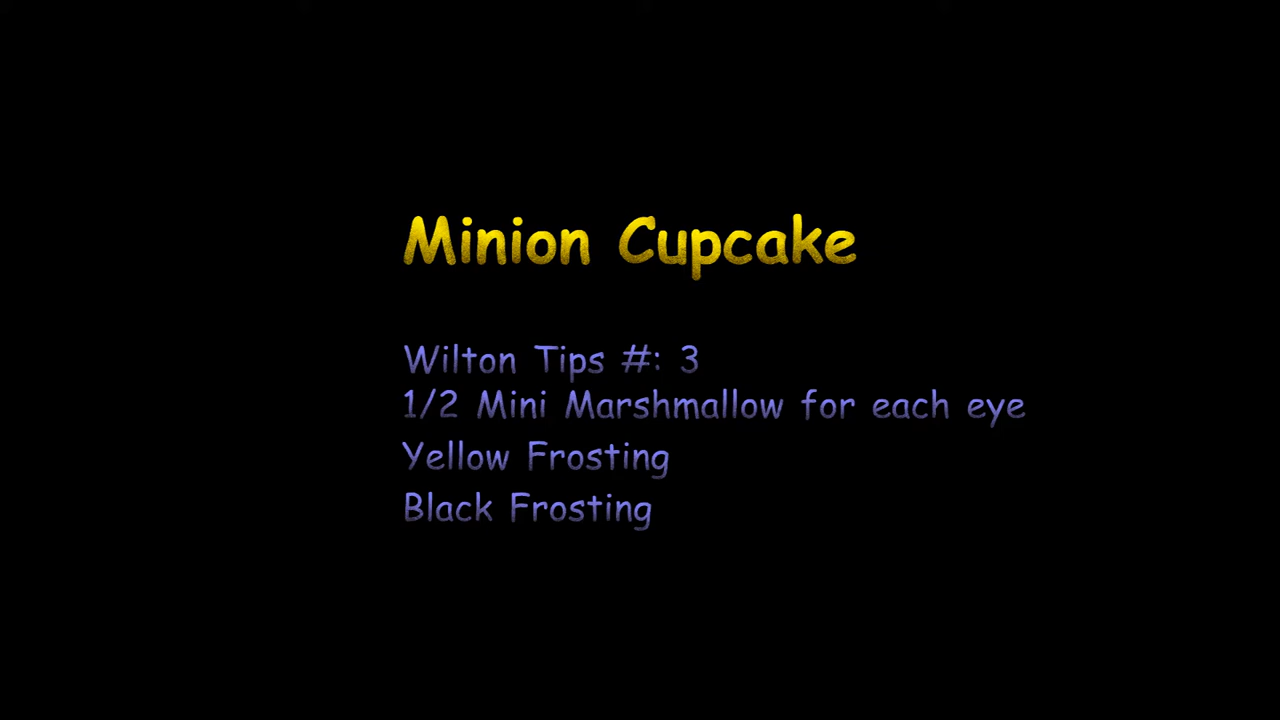 Minion Cupcake
Wilton Tips #: 3
1/2 Mini Marshmallow for each eye
Yellow Frosting
Black Frosting